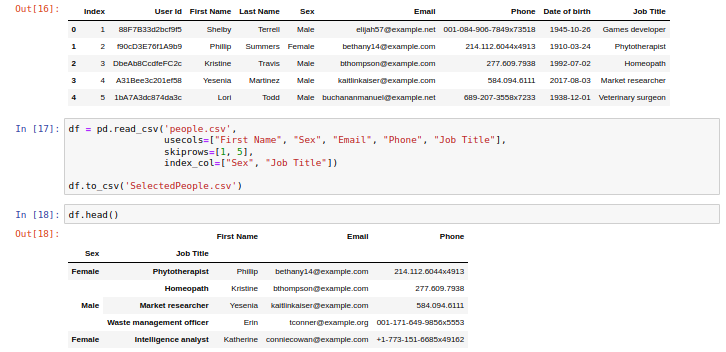 Out[16]:
Index User Id First Name Last Name Sex Email Phone Date of birth Job Title
0 1 88F7B33d2bcf9f5 Shelby Terrell Male elijah57@example.net 001-084-906-7849x73518 1945-10-26 Games developer
1 2 f90cD3E76f1A9b9 Phillip Summers Female bethany14@example.com 214.112.6044x4913 1910-03-24 Phytotherapist
2 3 DbeAb8CcdfeFC2c Kristine Travis Male bthompson@example.com 277.609.7938 1992-07-02 Homeopath
3 4 A31Bee3c201ef58 Yesenia Martinez Male kaitlinkaiser@example.com 584.094.6111 2017-08-03 Market researcher
4 5 1bA7A3dc874da3c Lori Todd Male buchananmanuel@example.net 689-207-3558x7233 1938-12-01 Veterinary surgeon
In [17]: df = pd.read_csv('people.csv',
usecols=["First Name", "Sex", "Email", "Phone", "Job Title"],
skiprows=[1, 5],
index_col=["Sex", "Job Title"])
df.to_csv('SelectedPeople.csv')
In [18]: df.head()
Out[18]:
First Name Email Phone
Sex Job Title
Female Phytotherapist Phillip bethany14@example.com 214.112.6044x4913
Homeopath Kristine bthompson@example.com 277.609.7938
Male Market researcher Yesenia kaitlinkaiser@example.com 584.094.6111
Waste management officer Erin tconner@example.org 001-171-649-9856x5553
Female Intelligence analyst Katherine conniecowan@example.com +1-773-151-6685x49162